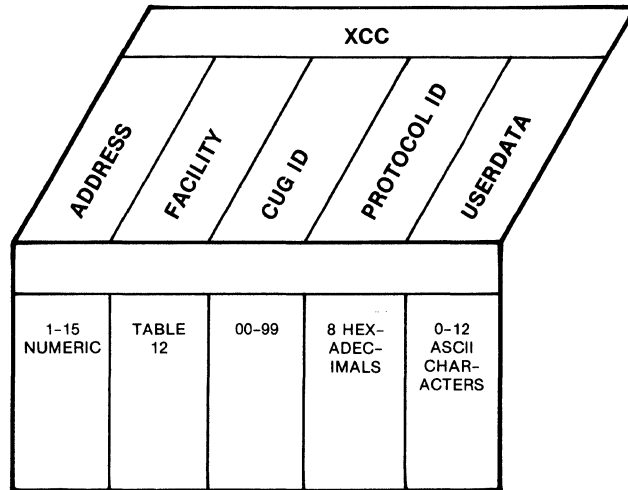 XCC
ADDRESS
FACILITY
CUG ID
PROTOCOL ID
USERDATA
1-15
NUMERIC
TABLE
12
00-99
8 HEX-
ADEC-
IMALS
0-12
ASCII
CHAR-
ACTERS